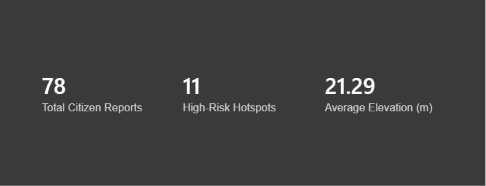 78
Total Citizen Reports
11
High-Risk Hotspots
21.29
Average Elevation (m)